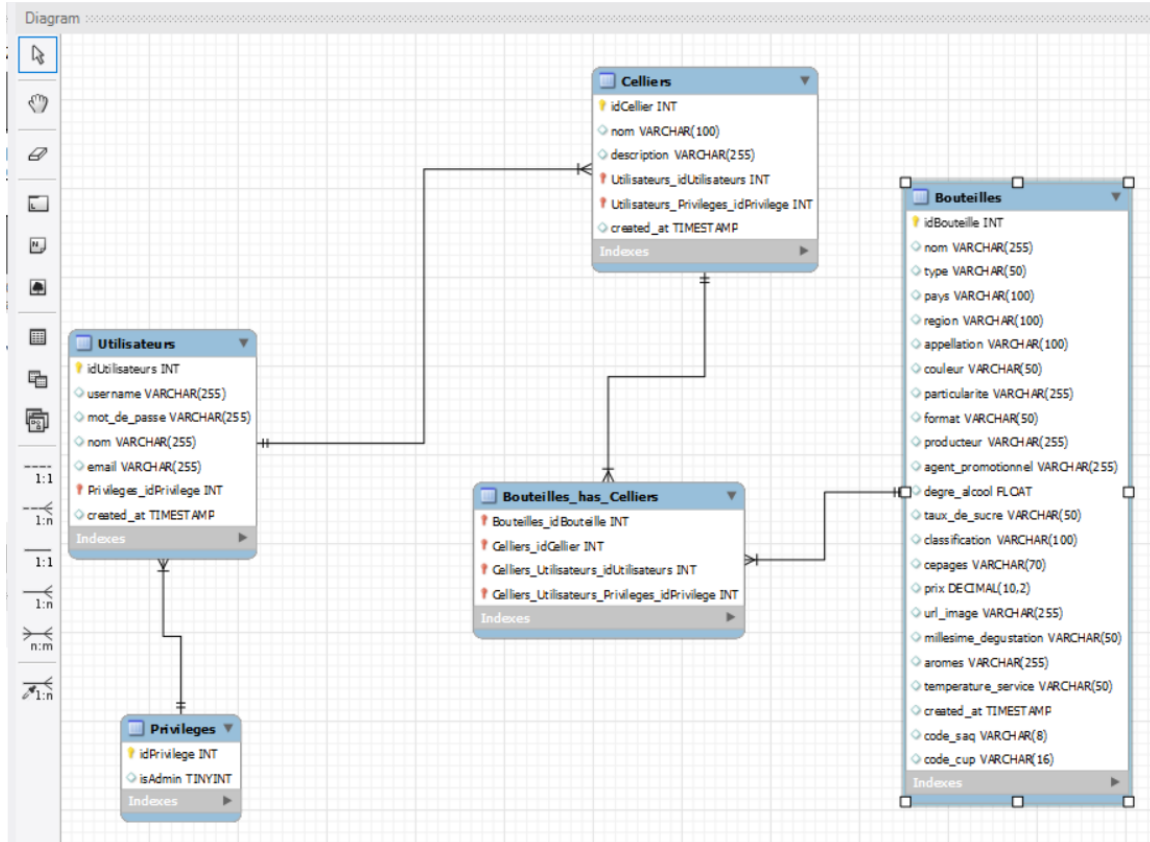 Diagram
1:1
1:n
1:1
1:n
n:m
1:n
Celliers
idCellier INT
nom VARCHAR(100)
description VARCHAR(255)
Utilisateurs_idUtilisateurs INT
Utilisateurs_Privileges_idPrivilege INT
created_at TIMESTAMP
Indexes
Bouteilles
idBouteille INT
nom VARCHAR(255)
type VARCHAR(50)
pays VARCHAR(100)
region VARCHAR(100)
appellation VARCHAR(100)
couleur VARCHAR(50)
particularite VARCHAR(255)
format VARCHAR(50)
producteur VARCHAR(255)
agent_promotionnel VARCHAR(255)
degre_alcool FLOAT
taux_de_sucre VARCHAR(50)
classification VARCHAR(100)
cepages VARCHAR(70)
prix DECIMAL(10,2)
url_image VARCHAR(255)
millesime_degustation VARCHAR(50)
aromes VARCHAR(255)
temperature_service VARCHAR(50)
created_at TIMESTAMP
code_saq VARCHAR(8)
code_cup VARCHAR(16)
Indexes
Utilisateurs
idUtilisateurs INT
username VARCHAR(255)
mot_de_passe VARCHAR(255)
nom VARCHAR(255)
email VARCHAR(255)
Privileges_idPrivilege INT
created_at TIMESTAMP
Indexes
Bouteilles_has_Celliers
Bouteilles_idBouteille INT
Celliers_idCellier INT
Celliers_Utilisateurs_idUtilisateurs INT
Celliers_Utilisateurs_Privileges_idPrivilege INT
Indexes
Privileges
idPrivilege INT
isAdmin TINYINT
Indexes